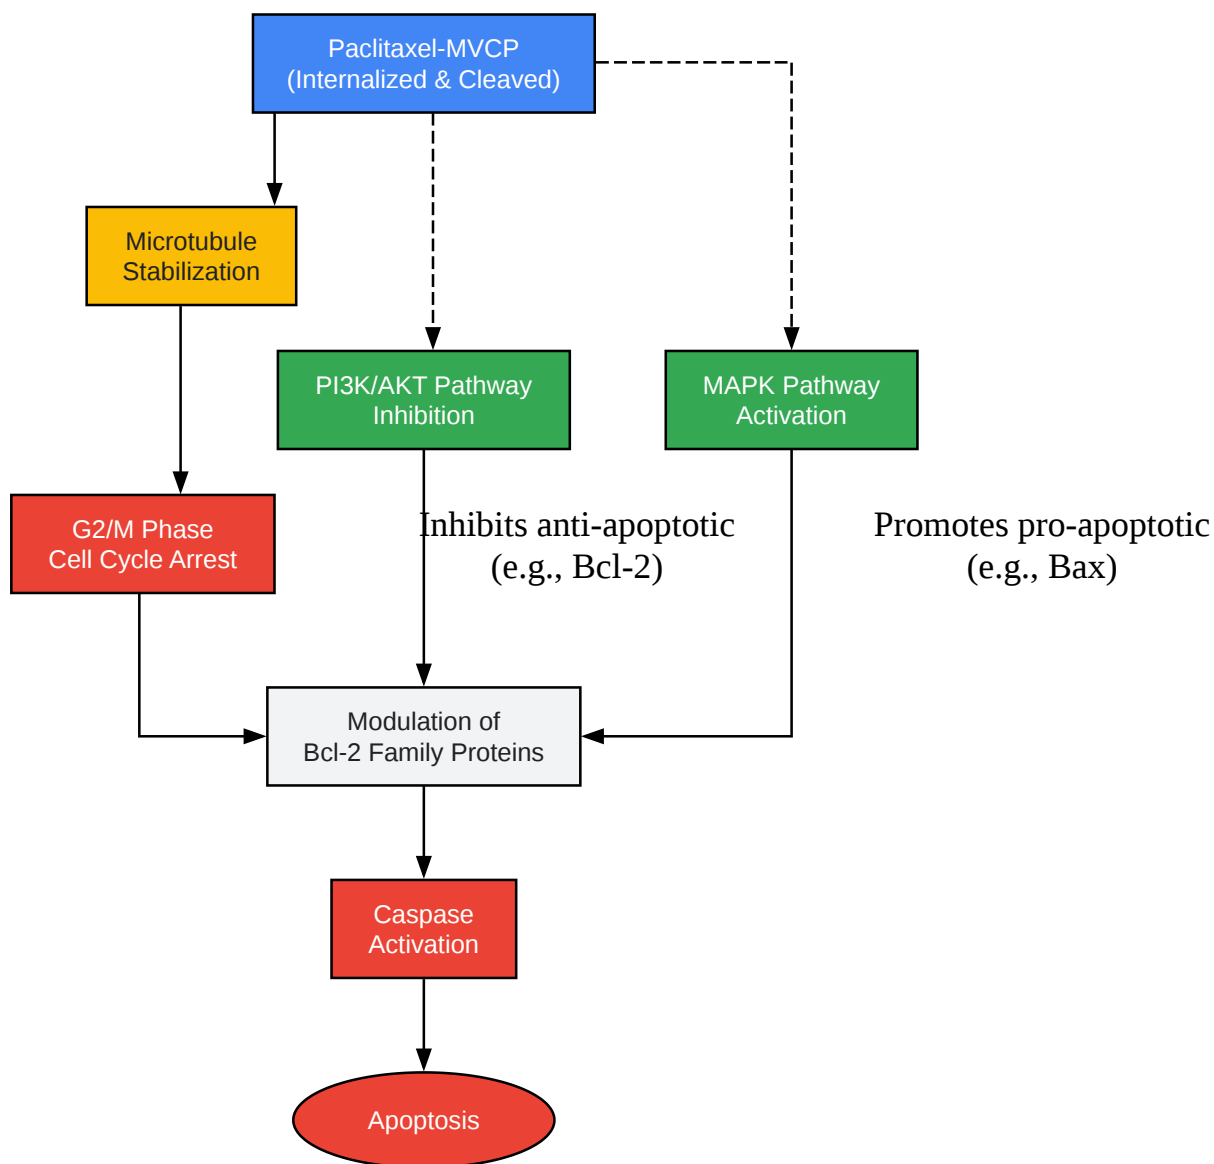 Paclitaxel-MVCP
(Internalized & Cleaved)
Microtubule
Stabilization
PI3K/AKT Pathway
Inhibition
MAPK Pathway
Activation
G2/M Phase
Cell Cycle Arrest
Inhibits anti-apoptotic
(e.g., Bcl-2)
Promotes pro-apoptotic
(e.g., Bax)
Modulation of
Bcl-2 Family Proteins
Caspase
Activation
Apoptosis